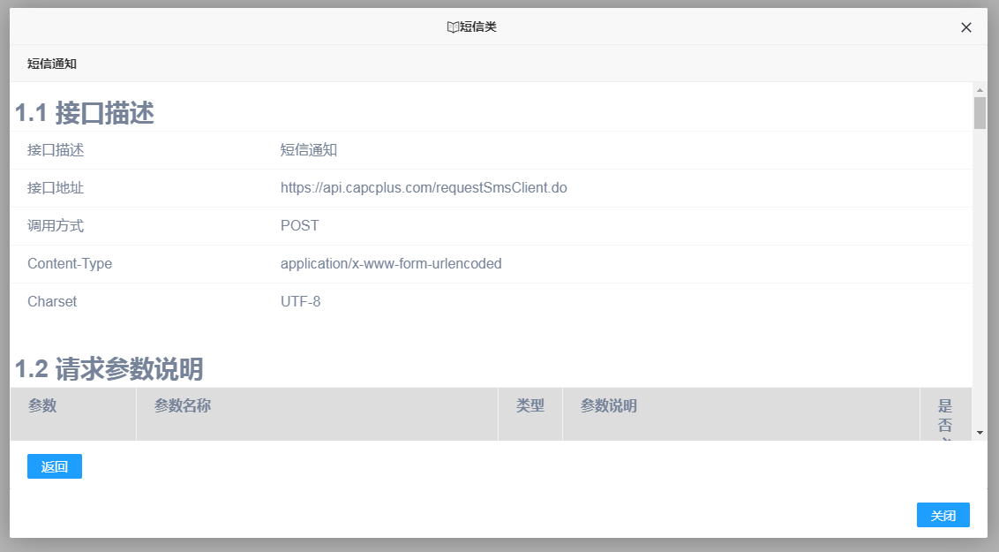 短信类
短信通知
1.1 接口描述
接口描述 短信通知
接口地址 https://api.capcplus.com/requestSmsClient.do
调用方式 POST
Content-Type application/x-www-form-urlencoded
Charset UTF-8
1.2 请求参数说明
参数 参数名称 类型 参数说明 是
否
返回
关闭